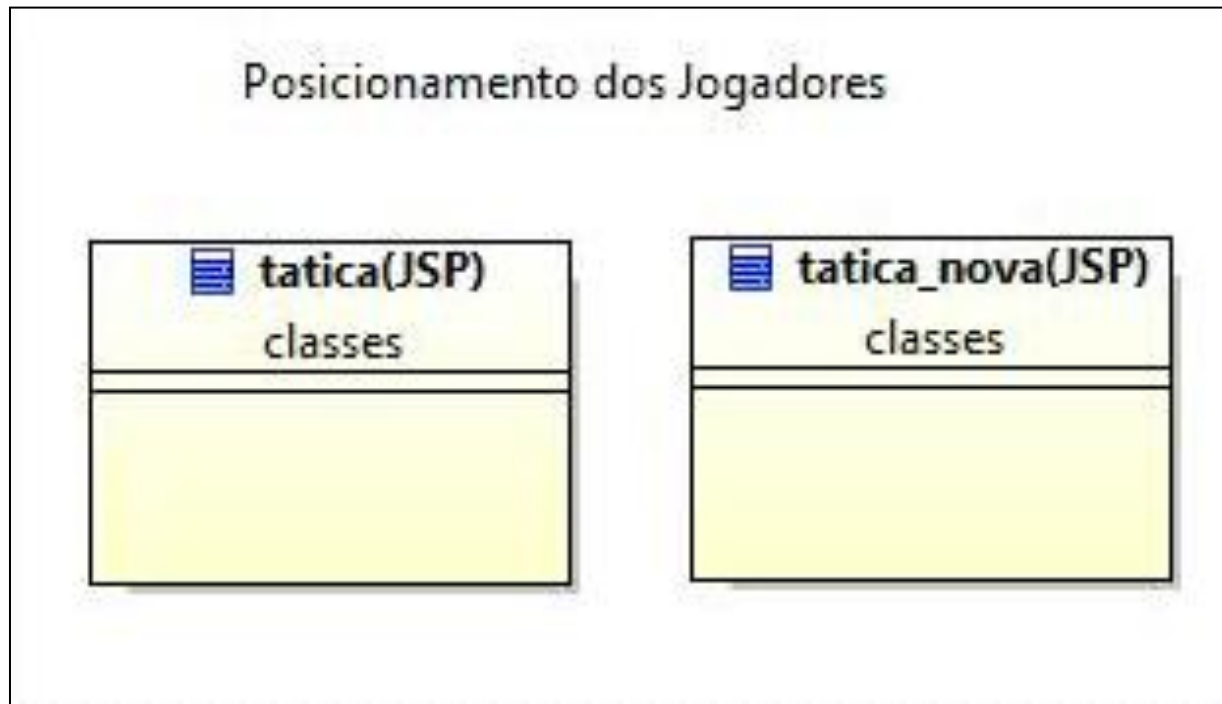 Posicionamento dos Jogadores
tatica(JSP)
classes
tatica_nova(JSP)
classes